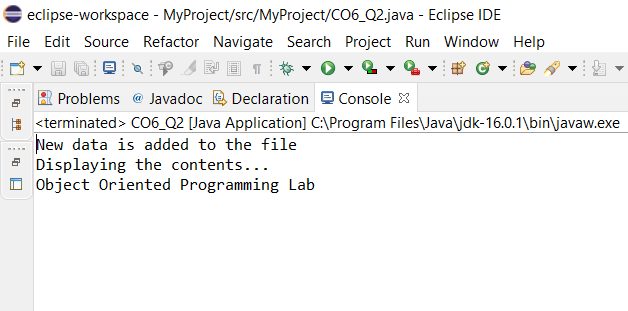 eclipse-workspace - MyProject/src/MyProject/CO6_Q2.java - Eclipse IDE
File Edit Source Refactor Navigate Search Project Run Window Help
Problems @ Javadoc Declaration Console
<terminated> CO6_Q2 [Java Application] C:\Program Files\Java\jdk-16.0.1\bin\javaw.exe
New data is added to the file
Displaying the contents...
Object Oriented Programming Lab